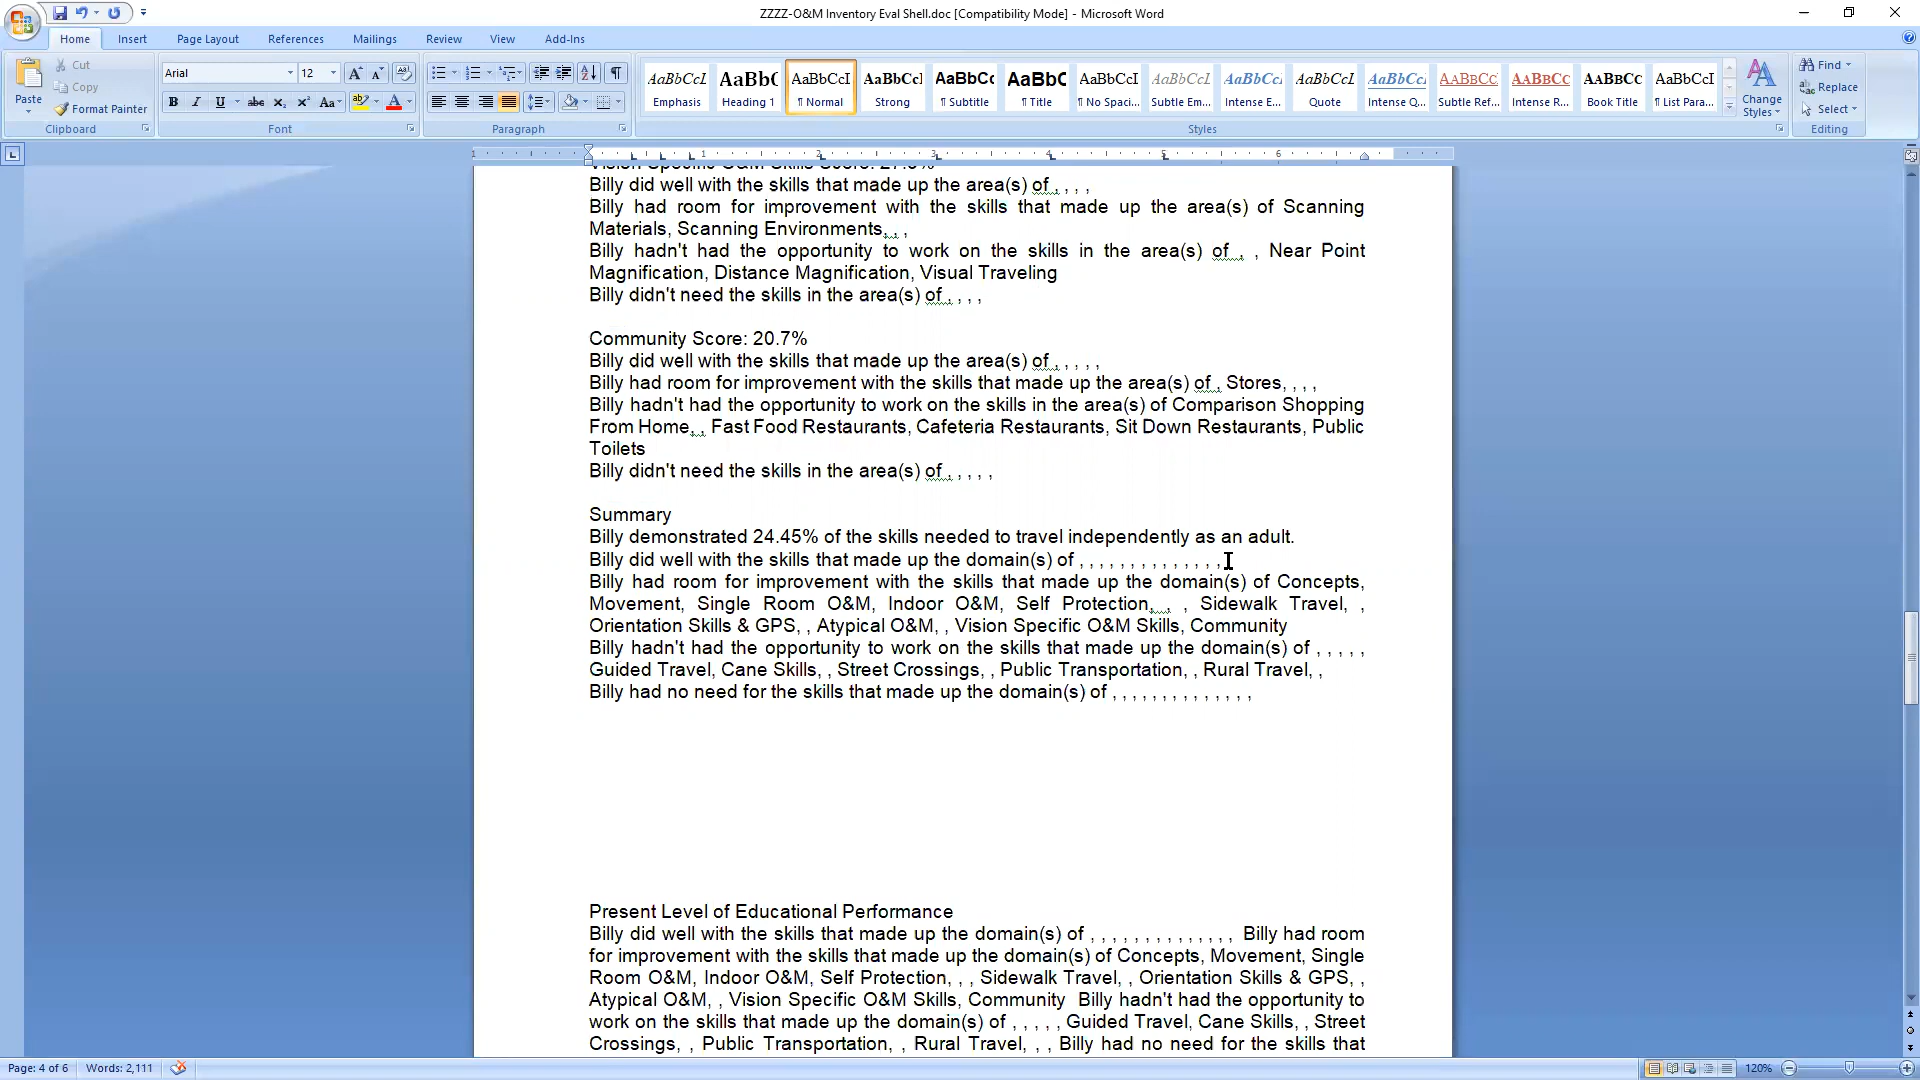 ZZZZ-O&M Inventory Eval Shell.doc [Compatibility Mode] - Microsoft Word
Home Insert Page Layout References Mailings Review View Add-Ins
Paste
Cut
Copy
Format Painter
Clipboard
Arial 12
Font
Paragraph
AaBbCcL AaBbC AaBbCcI AaBbCcI AaBbCc AaBbC AaBbCcI AaBbCcI AaBbCcI AaBbCcI AaBbCcI AABBCC AABBCC AABBCC AaBbCcI
Emphasis Heading 1 ¶ Normal Strong ¶ Subtitle ¶ Title ¶ No Spaci... Subtle Em... Intense E... Quote Intense Q... Subtle Ref... Intense R... Book Title ¶ List Para...
Styles
Change
Styles
Find
Replace
Select
Editing
1 1 2 3 4 5 6
Vision Specific O&M Skills Score: 27.8%
Billy did well with the skills that made up the area(s) of , , , ,
Billy had room for improvement with the skills that made up the area(s) of Scanning
Materials, Scanning Environments, , ,
Billy hadn't had the opportunity to work on the skills in the area(s) of , , Near Point
Magnification, Distance Magnification, Visual Traveling
Billy didn't need the skills in the area(s) of , , , ,
Community Score: 20.7%
Billy did well with the skills that made up the area(s) of , , , , ,
Billy had room for improvement with the skills that made up the area(s) of , Stores, , , ,
Billy hadn't had the opportunity to work on the skills in the area(s) of Comparison Shopping
From Home, , Fast Food Restaurants, Cafeteria Restaurants, Sit Down Restaurants, Public
Toilets
Billy didn't need the skills in the area(s) of , , , , ,
Summary
Billy demonstrated 24.45% of the skills needed to travel independently as an adult.
Billy did well with the skills that made up the domain(s) of , , , , , , , , , , , , , ,
Billy had room for improvement with the skills that made up the domain(s) of Concepts,
Movement, Single Room O&M, Indoor O&M, Self Protection, , , Sidewalk Travel, ,
Orientation Skills & GPS, , Atypical O&M, , Vision Specific O&M Skills, Community
Billy hadn't had the opportunity to work on the skills that made up the domain(s) of , , , , ,
Guided Travel, Cane Skills, , Street Crossings, , Public Transportation, , Rural Travel, ,
Billy had no need for the skills that made up the domain(s) of , , , , , , , , , , , , , ,
Present Level of Educational Performance
Billy did well with the skills that made up the domain(s) of , , , , , , , , , , , , , , Billy had room
for improvement with the skills that made up the domain(s) of Concepts, Movement, Single
Room O&M, Indoor O&M, Self Protection, , , Sidewalk Travel, , Orientation Skills & GPS, ,
Atypical O&M, , Vision Specific O&M Skills, Community Billy hadn't had the opportunity to
work on the skills that made up the domain(s) of , , , , , Guided Travel, Cane Skills, , Street
Crossings, , Public Transportation, , Rural Travel, , , Billy had no need for the skills that
Page: 4 of 6 Words: 2,111 120%